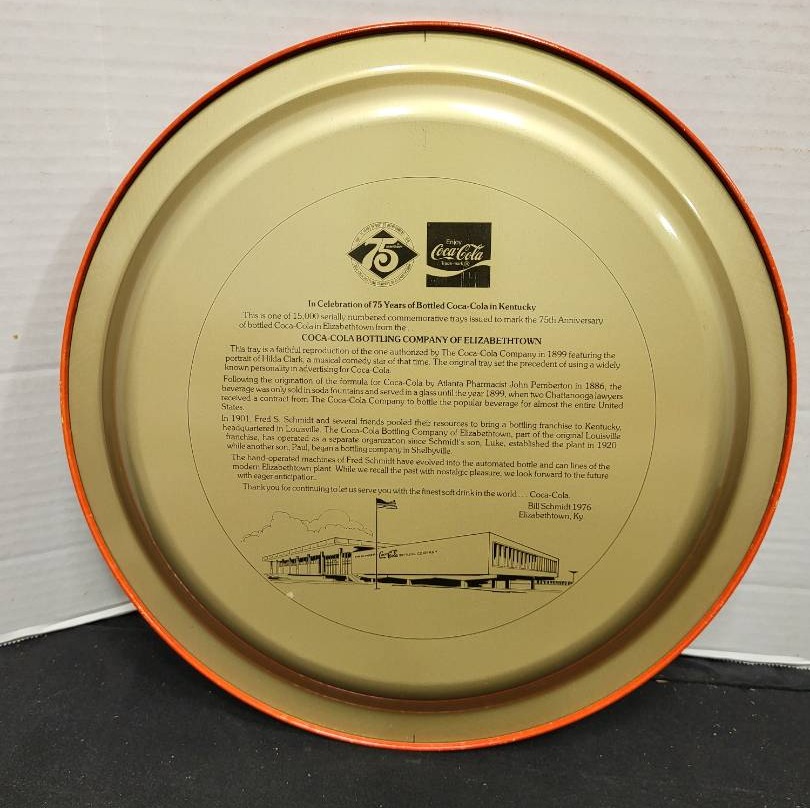 75th
Enjoy
Coca-Cola
Trade-mark ®
In Celebration of 75 Years of Bottled Coca-Cola in Kentucky
This is one of 15,000 serially numbered commemorative trays issued to mark the 75th Anniversary
of bottled Coca-Cola in Elizabethtown from the
COCA-COLA BOTTLING COMPANY OF ELIZABETHTOWN
This tray is a faithful reproduction of the one authorized by The Coca-Cola Company in 1899 featuring the
portrait of Hilda Clark, a musical comedy star of that time. The original tray set the precedent of using a widely
known personality in advertising for Coca-Cola.
Following the origination of the formula for Coca-Cola by Atlanta Pharmacist John Pemberton in 1886, the
beverage was only sold in soda fountains and served in a glass until the year 1899, when two Chattanooga lawyers
received a contract from The Coca-Cola Company to bottle the popular beverage for almost the entire United
States.
In 1901, Fred S. Schmidt and several friends pooled their resources to bring a bottling franchise to Kentucky,
headquartered in Louisville. The Coca-Cola Bottling Company of Elizabethtown, part of the original Louisville
franchise, has operated as a separate organization since Schmidt's son, Luke, established the plant in 1920
while another son, Paul, began a bottling company in Shelbyville.
The hand-operated machines of Fred Schmidt have evolved into the automated bottle and can lines of the
modern Elizabethtown plant. While we recall the past with nostalgic pleasure, we look forward to the future
with eager anticipation.
Thank you for continuing to let us serve you with the finest soft drink in the world . . . Coca-Cola.
Bill Schmidt 1976
Elizabethtown, Ky.
Coca-Cola BOTTLING COMPANY